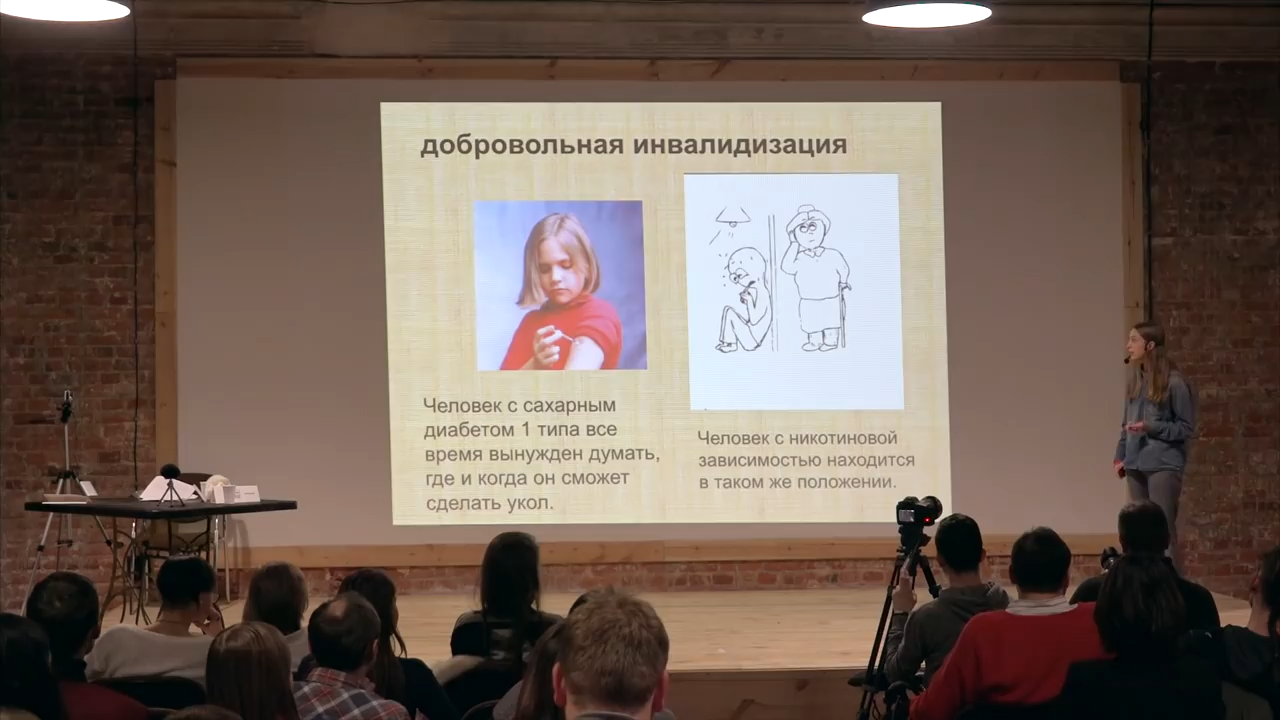 добровольная инвалидизация
Человек с сахарным
диабетом 1 типа все
время вынужден думать,
где и когда он сможет
сделать укол.
Человек с никотиновой
зависимостью находится
в таком же положении.